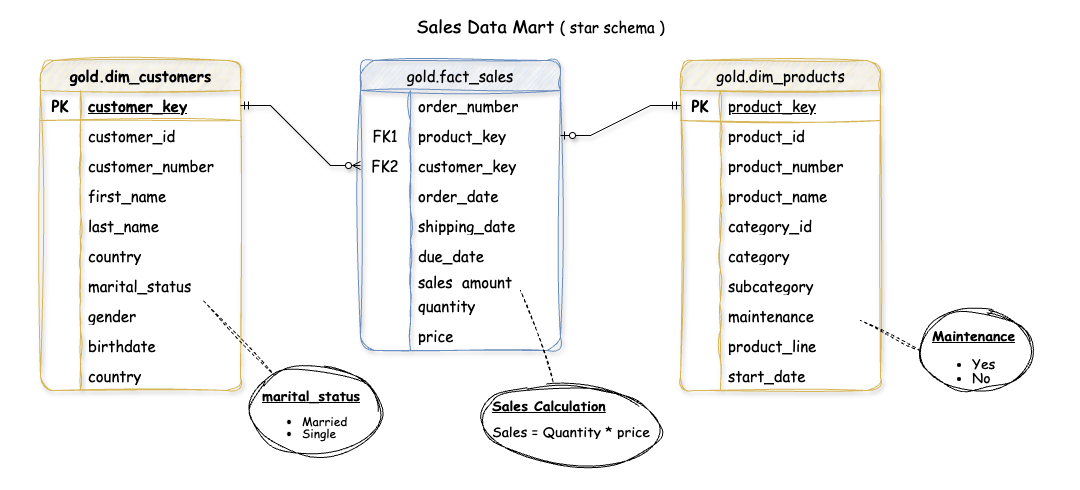 Sales Data Mart ( star schema )
gold.dim_customers
PK customer_key
customer_id
customer_number
first_name
last_name
country
marital_status
gender
birthdate
country
gold.fact_sales
order_number
FK1 product_key
FK2 customer_key
order_date
shipping_date
due_date
sales_amount
quantity
price
gold.dim_products
PK product_key
product_id
product_number
product_name
category_id
category
subcategory
maintenance
product_line
start_date
marital_status
• Married
• Single
Sales Calculation
Sales = Quantity * price
Maintenance
• Yes
• No